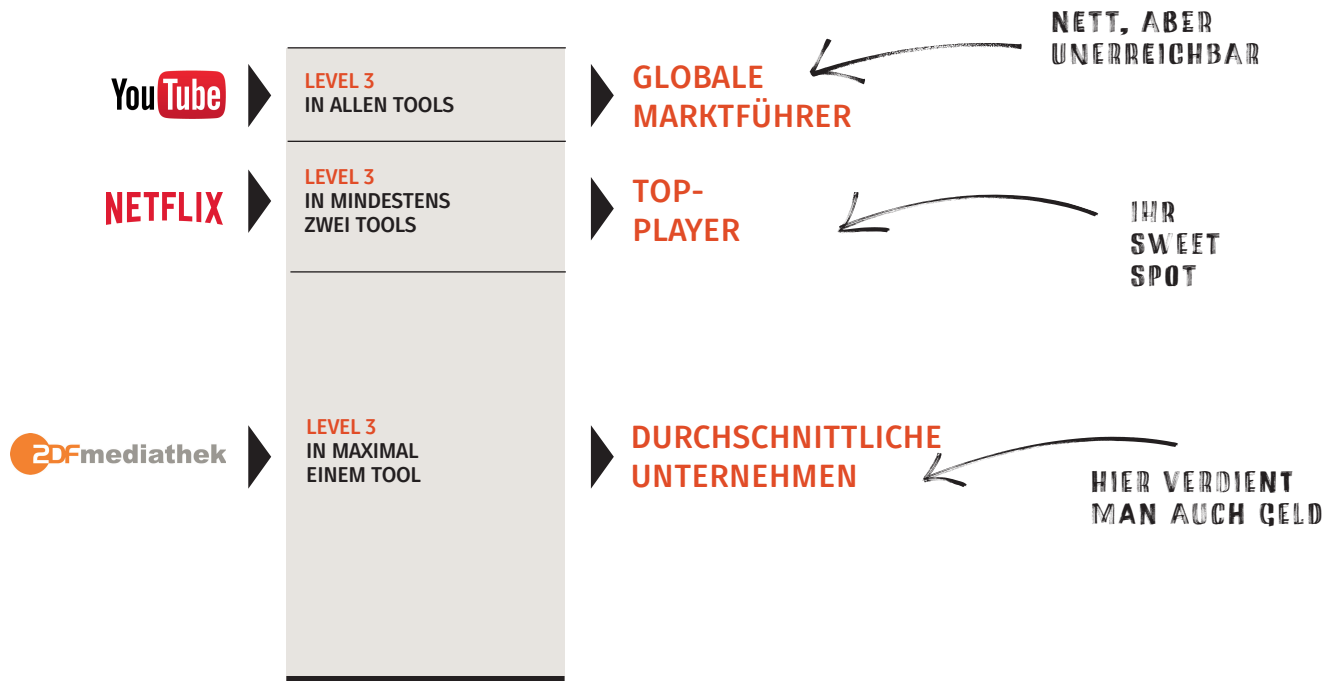 NETT, ABER
UNERREICHBAR
YouTube
LEVEL 3
IN ALLEN TOOLS
GLOBALE
MARKTFÜHRER
NETFLIX
LEVEL 3
IN MINDESTENS
ZWEI TOOLS
TOP-
PLAYER
IHR
SWEET
SPOT
ZDFmediathek
LEVEL 3
IN MAXIMAL
EINEM TOOL
DURCHSCHNITTLICHE
UNTERNEHMEN
HIER VERDIENT
MAN AUCH GELD